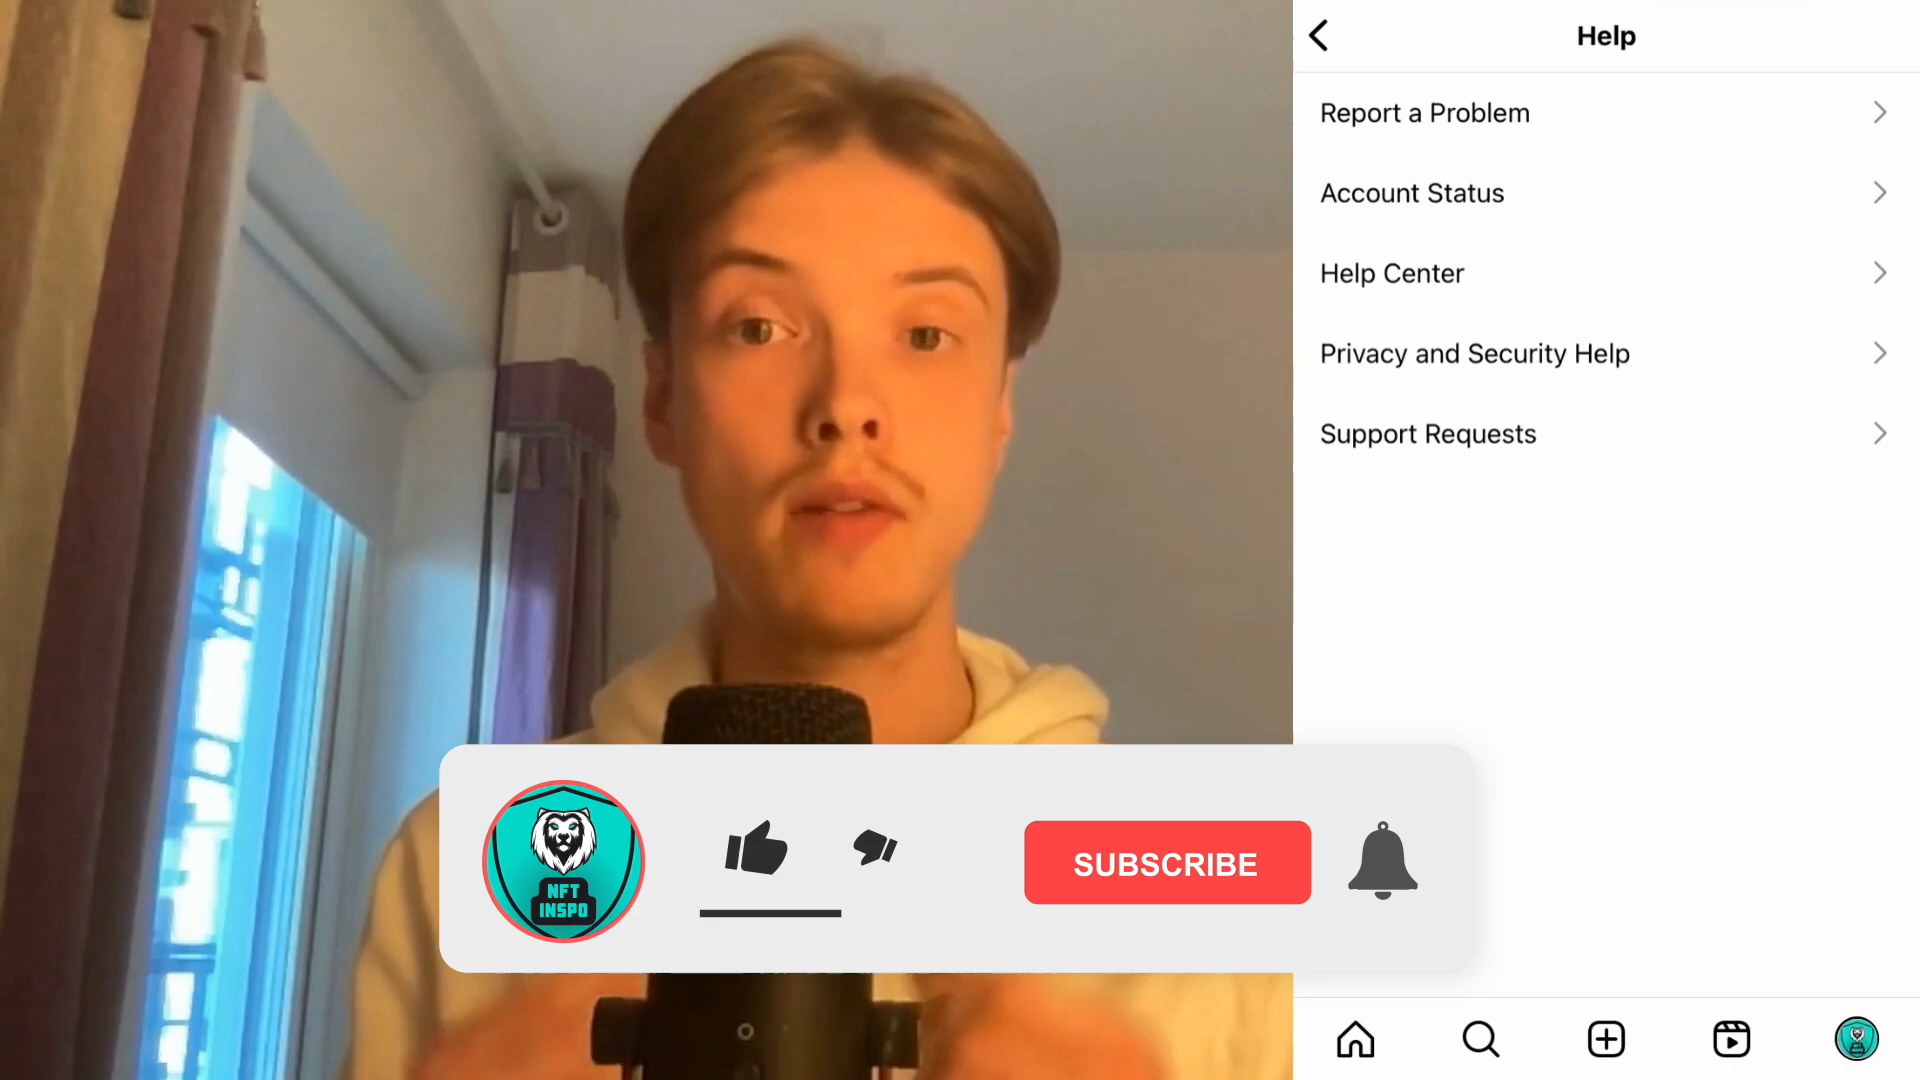 Help
Report a Problem
Account Status
Help Center
Privacy and Security Help
Support Requests
NFT
INSPO
SUBSCRIBE